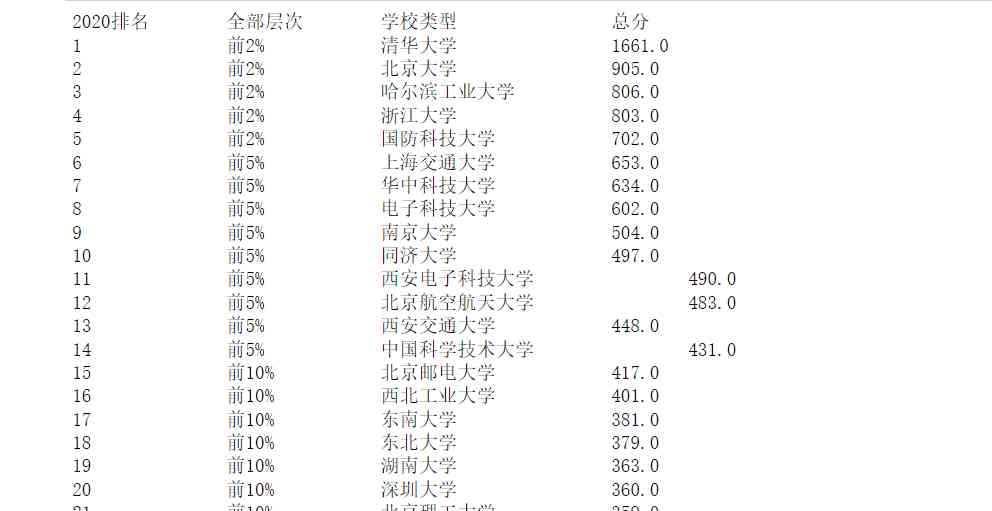 2020排名 全部层次 学校类型 总分
1 前2% 清华大学 1661.0
2 前2% 北京大学 905.0
3 前2% 哈尔滨工业大学 806.0
4 前2% 浙江大学 803.0
5 前2% 国防科技大学 702.0
6 前5% 上海交通大学 653.0
7 前5% 华中科技大学 634.0
8 前5% 电子科技大学 602.0
9 前5% 南京大学 504.0
10 前5% 同济大学 497.0
11 前5% 西安电子科技大学 490.0
12 前5% 北京航空航天大学 483.0
13 前5% 西安交通大学 448.0
14 前5% 中国科学技术大学 431.0
15 前10% 北京邮电大学 417.0
16 前10% 西北工业大学 401.0
17 前10% 东南大学 381.0
18 前10% 东北大学 379.0
19 前10% 湖南大学 363.0
20 前10% 深圳大学 360.0
21 前10% 北京理工大学 359.0